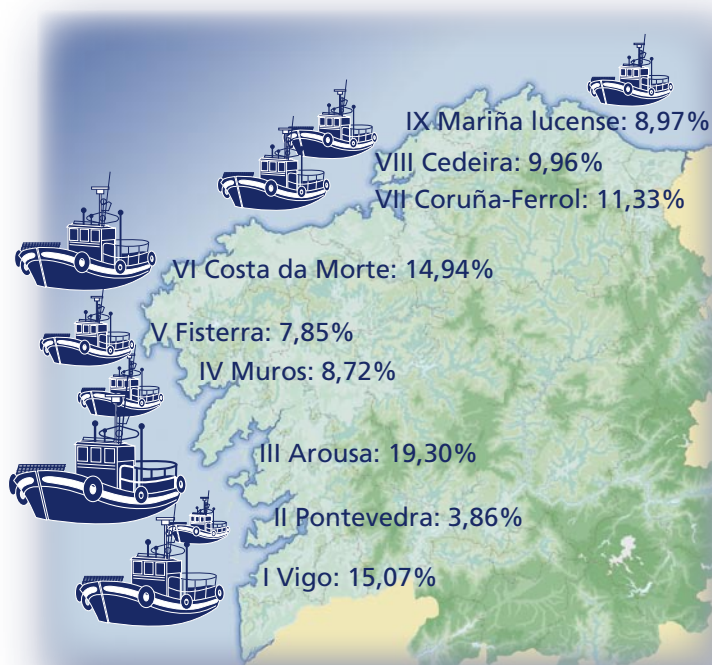 IX Mariña lucense: 8,97%
VIII Cedeira: 9,96%
VII Coruña-Ferrol: 11,33%
VI Costa da Morte: 14,94%
V Fisterra: 7,85%
IV Muros: 8,72%
III Arousa: 19,30%
II Pontevedra: 3,86%
I Vigo: 15,07%